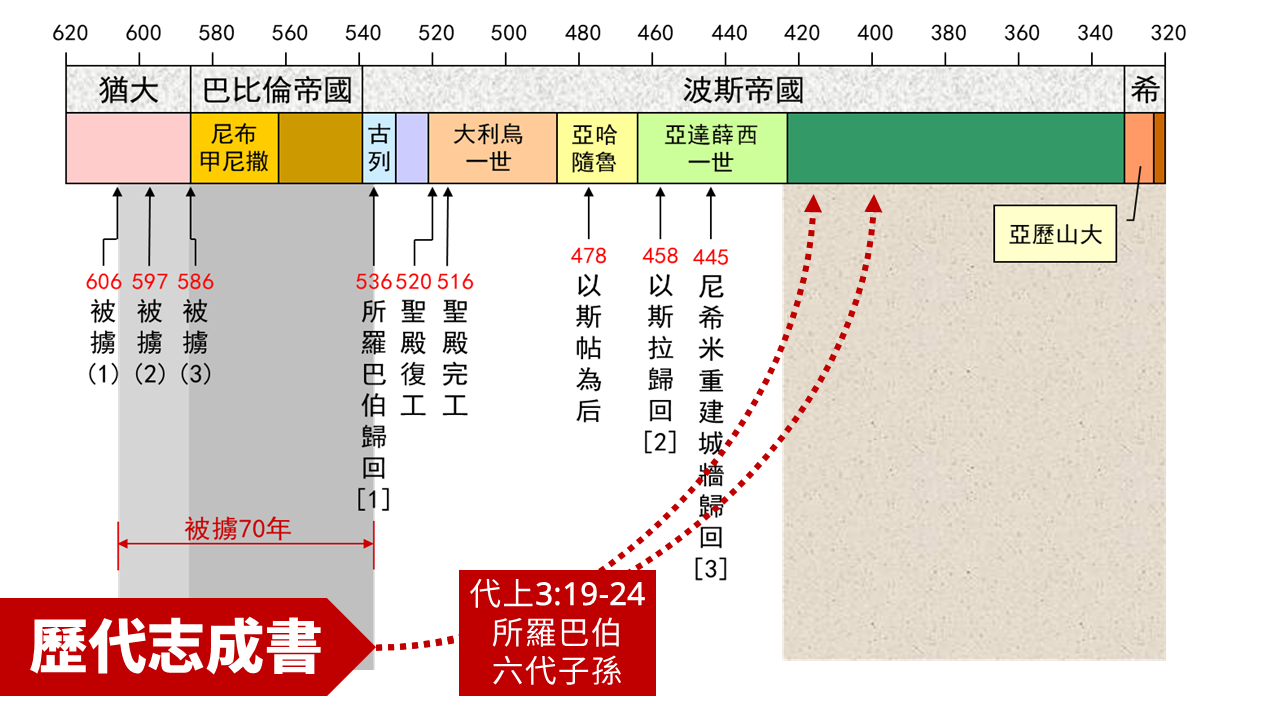 620 600 580 560 540 520 500 480 460 440 420 400 380 360 340 320
猶大 巴比倫帝國 波斯帝國 希
尼布
甲尼撒
古
列
大利烏
一世
亞哈
隨魯
亞達薛西
一世
亞歷山大
606
被擄(1)
597
被擄(2)
586
被擄(3)
536
所羅巴伯歸回[1]
520
聖殿復工
516
聖殿完工
478
以斯帖為后
458
以斯拉歸回[2]
445
尼希米重建城牆歸回[3]
被擄70年
歷代志成書
代上3:19-24
所羅巴伯
六代子孫